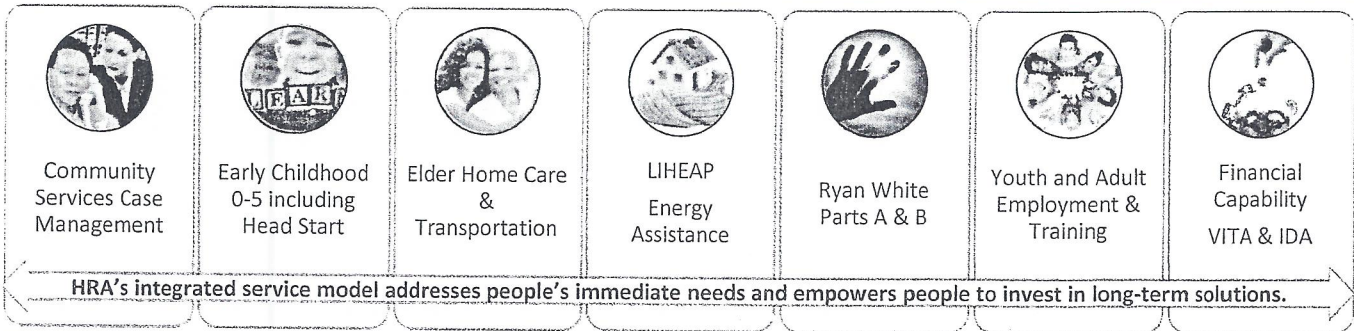 LEARN
Community
Services Case
Management
Early Childhood
0-5 including
Head Start
Elder Home Care
&
Transportation
LIHEAP
Energy
Assistance
Ryan White
Parts A & B
Youth and Adult
Employment &
Training
Financial
Capability
VITA & IDA
HRA's integrated service model addresses people's immediate needs and empowers people to invest in long-term solutions.